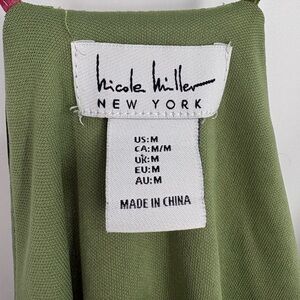 Nicole Miller
NEW YORK
US:M
CA:M/M
UK:M
EU:M
AU:M
MADE IN CHINA